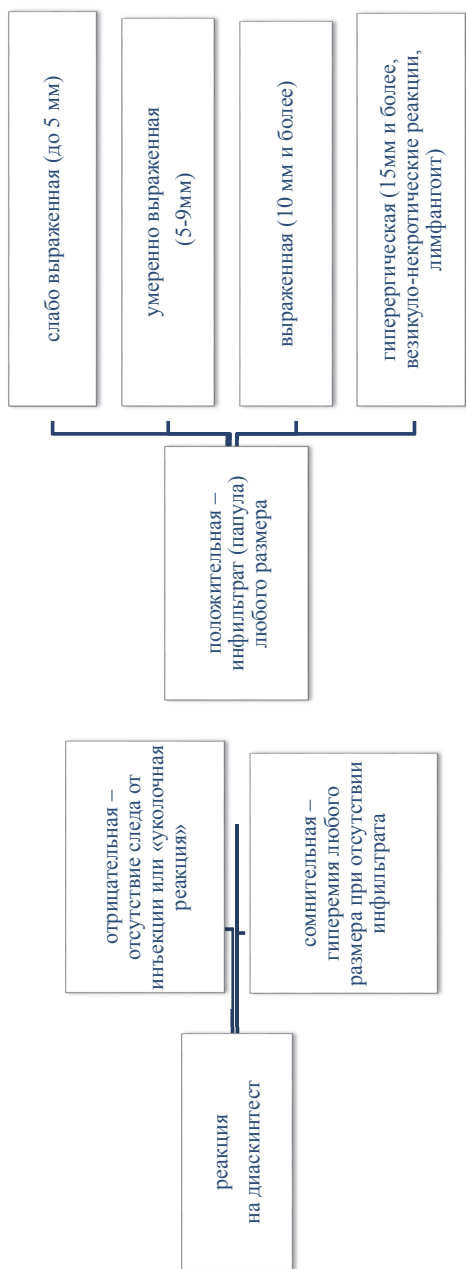 реакция
на диаскинтест
отрицательная –
отсутствие следа от
инъекции или «уколочная
реакция»
сомнительная –
гиперемия любого
размера при отсутствии
инфильтрата
положительная –
инфильтрат (папула)
любого размера
слабо выраженная (до 5 мм)
умеренно выраженная
(5-9мм)
выраженная (10 мм и более)
гиперергическая (15мм и более,
везикуло-некротические реакции,
лимфангоит)